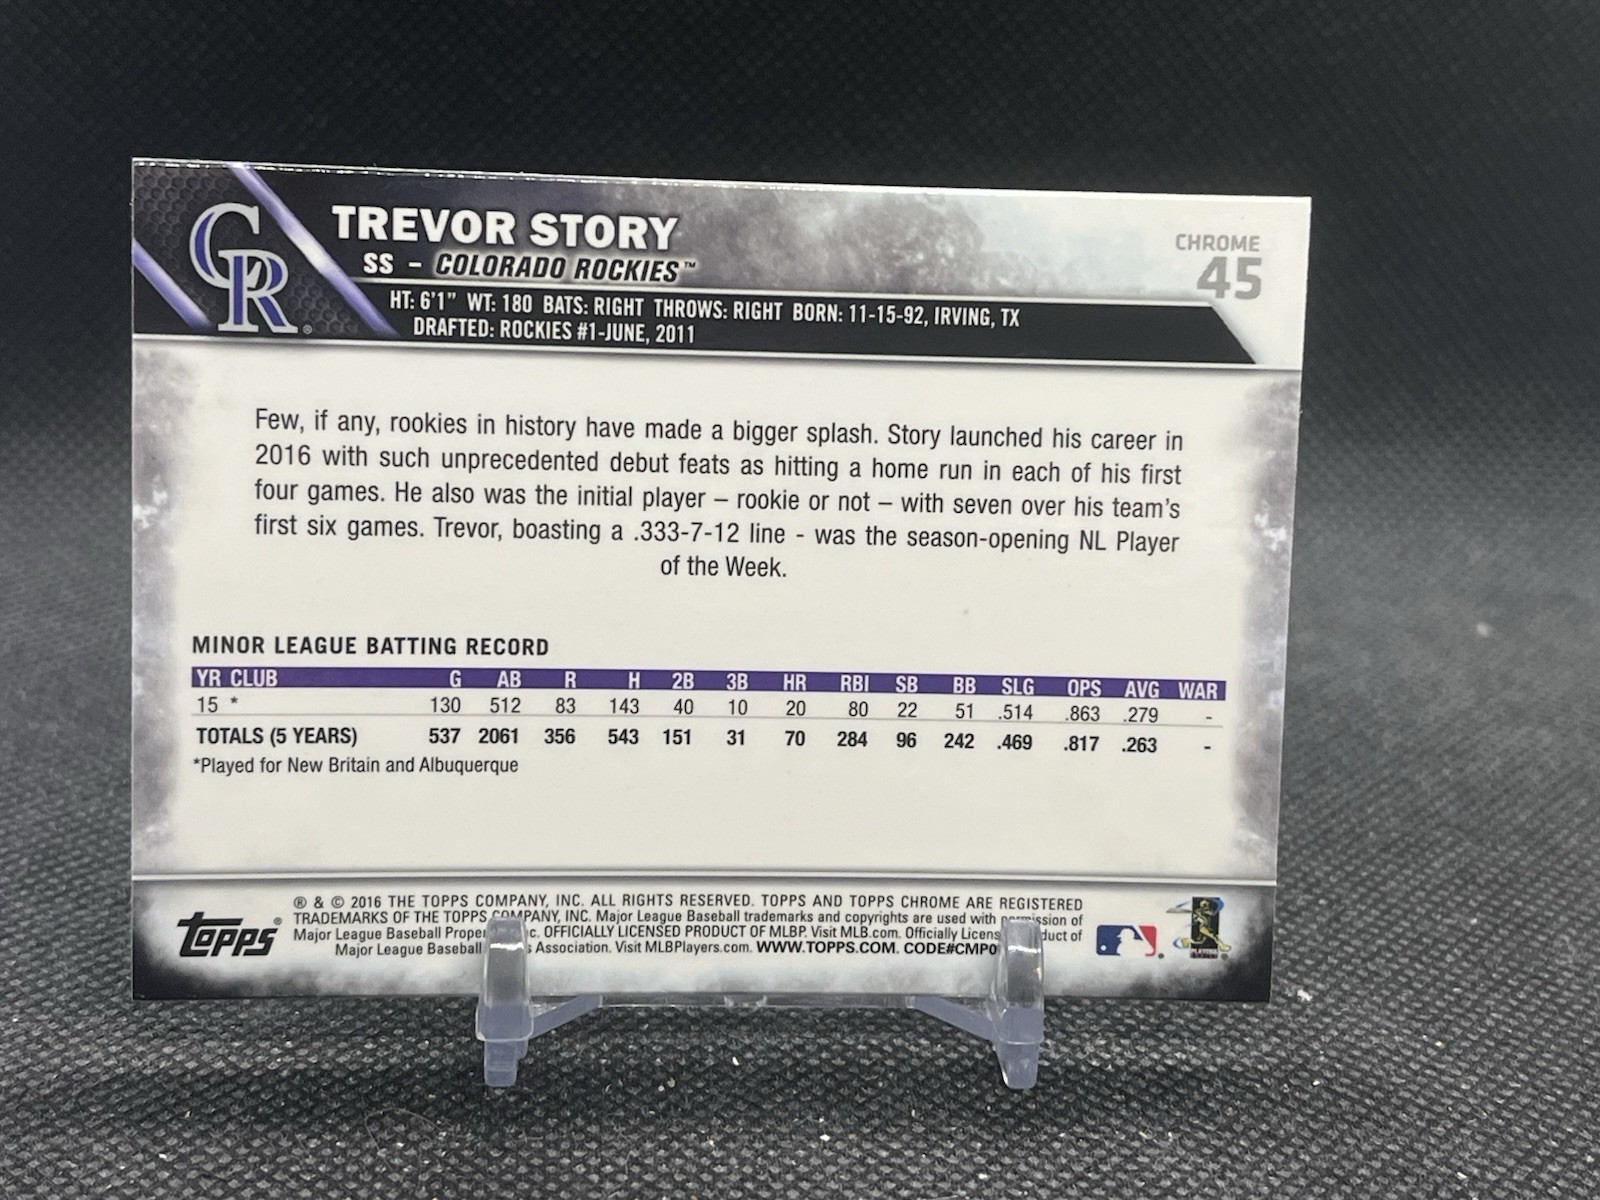 CR®
TREVOR STORY
SS – COLORADO ROCKIES™
CHROME
45
HT: 6'1" WT: 180 BATS: RIGHT THROWS: RIGHT BORN: 11-15-92, IRVING, TX
DRAFTED: ROCKIES #1-JUNE, 2011
Few, if any, rookies in history have made a bigger splash. Story launched his career in
2016 with such unprecedented debut feats as hitting a home run in each of his first
four games. He also was the initial player – rookie or not – with seven over his team's
first six games. Trevor, boasting a .333-7-12 line - was the season-opening NL Player
of the Week.
MINOR LEAGUE BATTING RECORD
YR CLUB G AB R H 2B 3B HR RBI SB BB SLG OPS AVG WAR
15 * 130 512 83 143 40 10 20 80 22 51 .514 .863 .279 -
TOTALS (5 YEARS) 537 2061 356 543 151 31 70 284 96 242 .469 .817 .263 -
*Played for New Britain and Albuquerque
TOPPS®
® & © 2016 THE TOPPS COMPANY, INC. ALL RIGHTS RESERVED. TOPPS AND TOPPS CHROME ARE REGISTERED
TRADEMARKS OF THE TOPPS COMPANY, INC. Major League Baseball trademarks and copyrights are used with permission of
Major League Baseball Proper c. OFFICIALLY LICENSED PRODUCT OF MLBP. Visit MLB.com. Officially Licens duct of
Major League Baseball s Association. Visit MLBPlayers.com. WWW.TOPPS.COM. CODE#CMP0